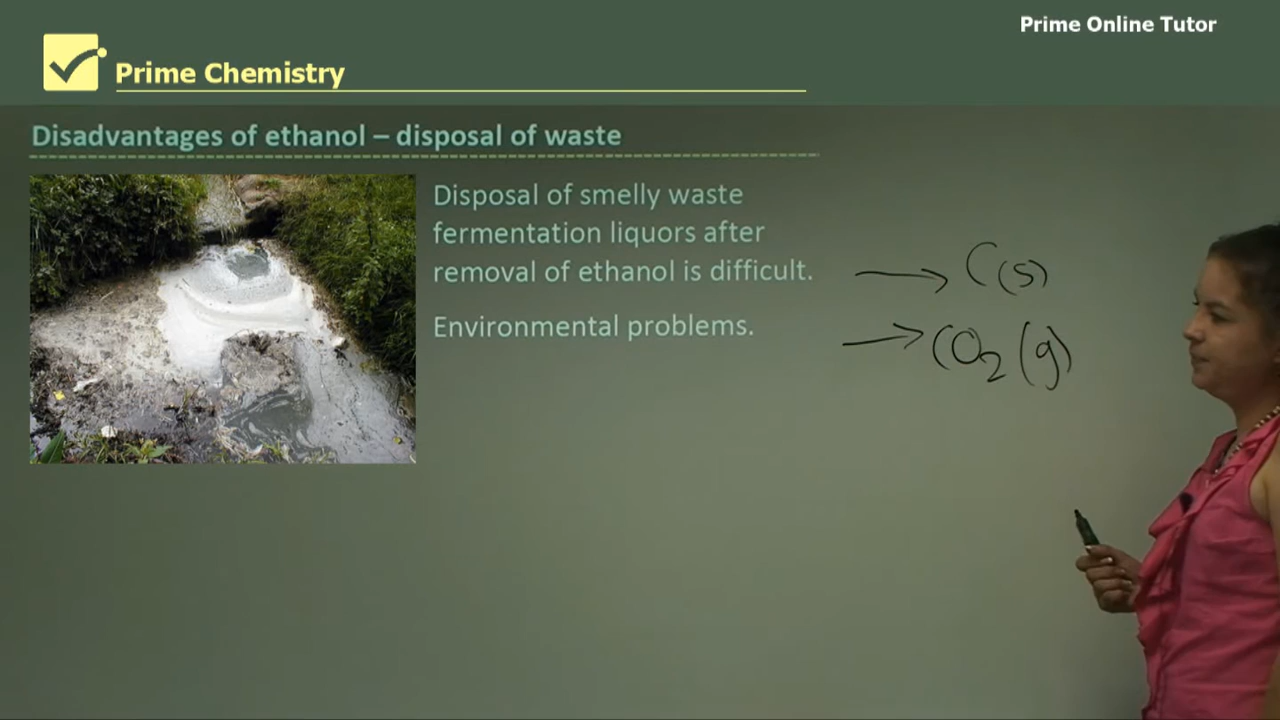 Prime Online Tutor
Prime Chemistry
Disadvantages of ethanol – disposal of waste
Disposal of smelly waste
fermentation liquors after
removal of ethanol is difficult.
→ C(s)
Environmental problems.
→ CO₂(g)